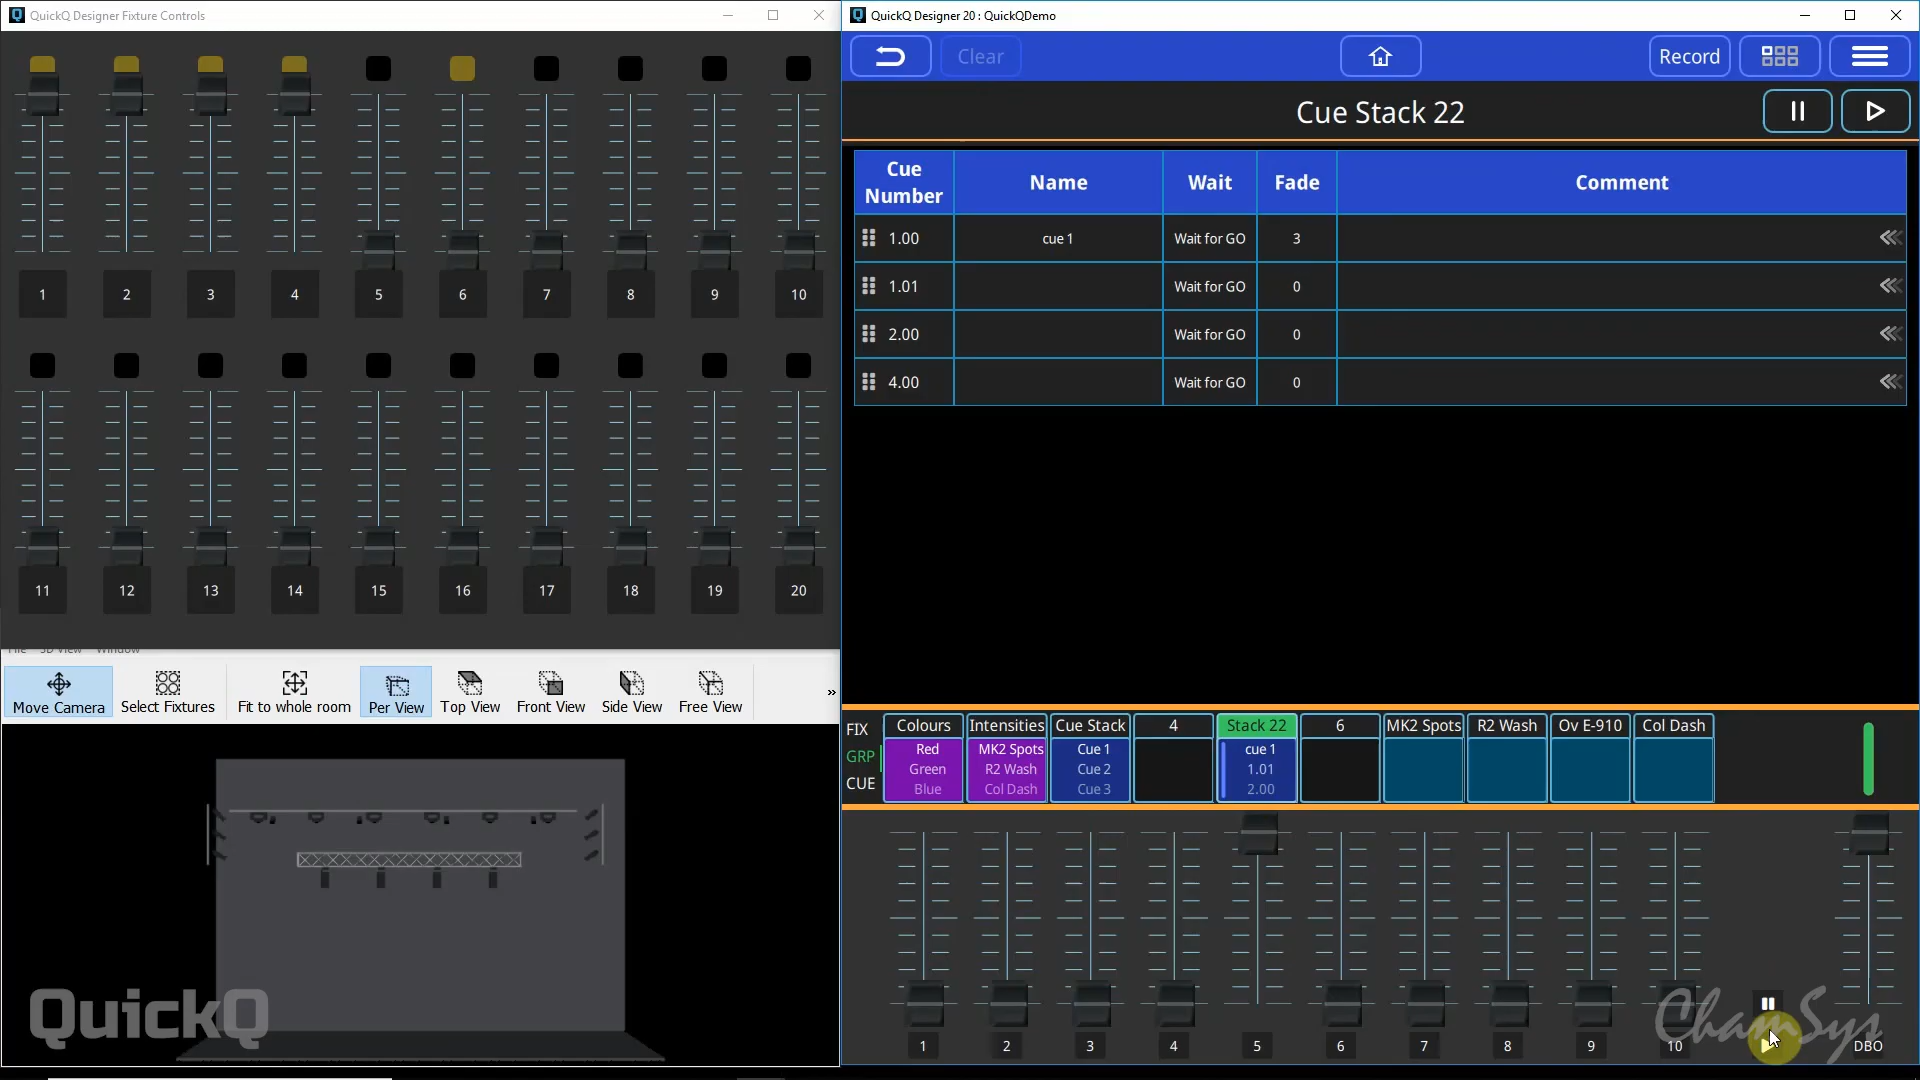 QuickQ Designer Fixture Controls
1 2 3 4 5 6 7 8 9 10
11 12 13 14 15 16 17 18 19 20
File 3D View Window
Move Camera Select Fixtures Fit to whole room Per View Top View Front View Side View Free View »
QuickQ
QuickQ Designer 20 : QuickQDemo
Clear Record
Cue Stack 22
Cue Number Name Wait Fade Comment
1.00 cue 1 Wait for GO 3
1.01 Wait for GO 0
2.00 Wait for GO 0
4.00 Wait for GO 0
FIX Colours Intensities Cue Stack 4 Stack 22 6 MK2 Spots R2 Wash Ov E-910 Col Dash
GRP Red MK2 Spots Cue 1 cue 1
Green R2 Wash Cue 2 1.01
CUE Blue Col Dash Cue 3 2.00
1 2 3 4 5 6 7 8 9 10 DBO
ChamSys